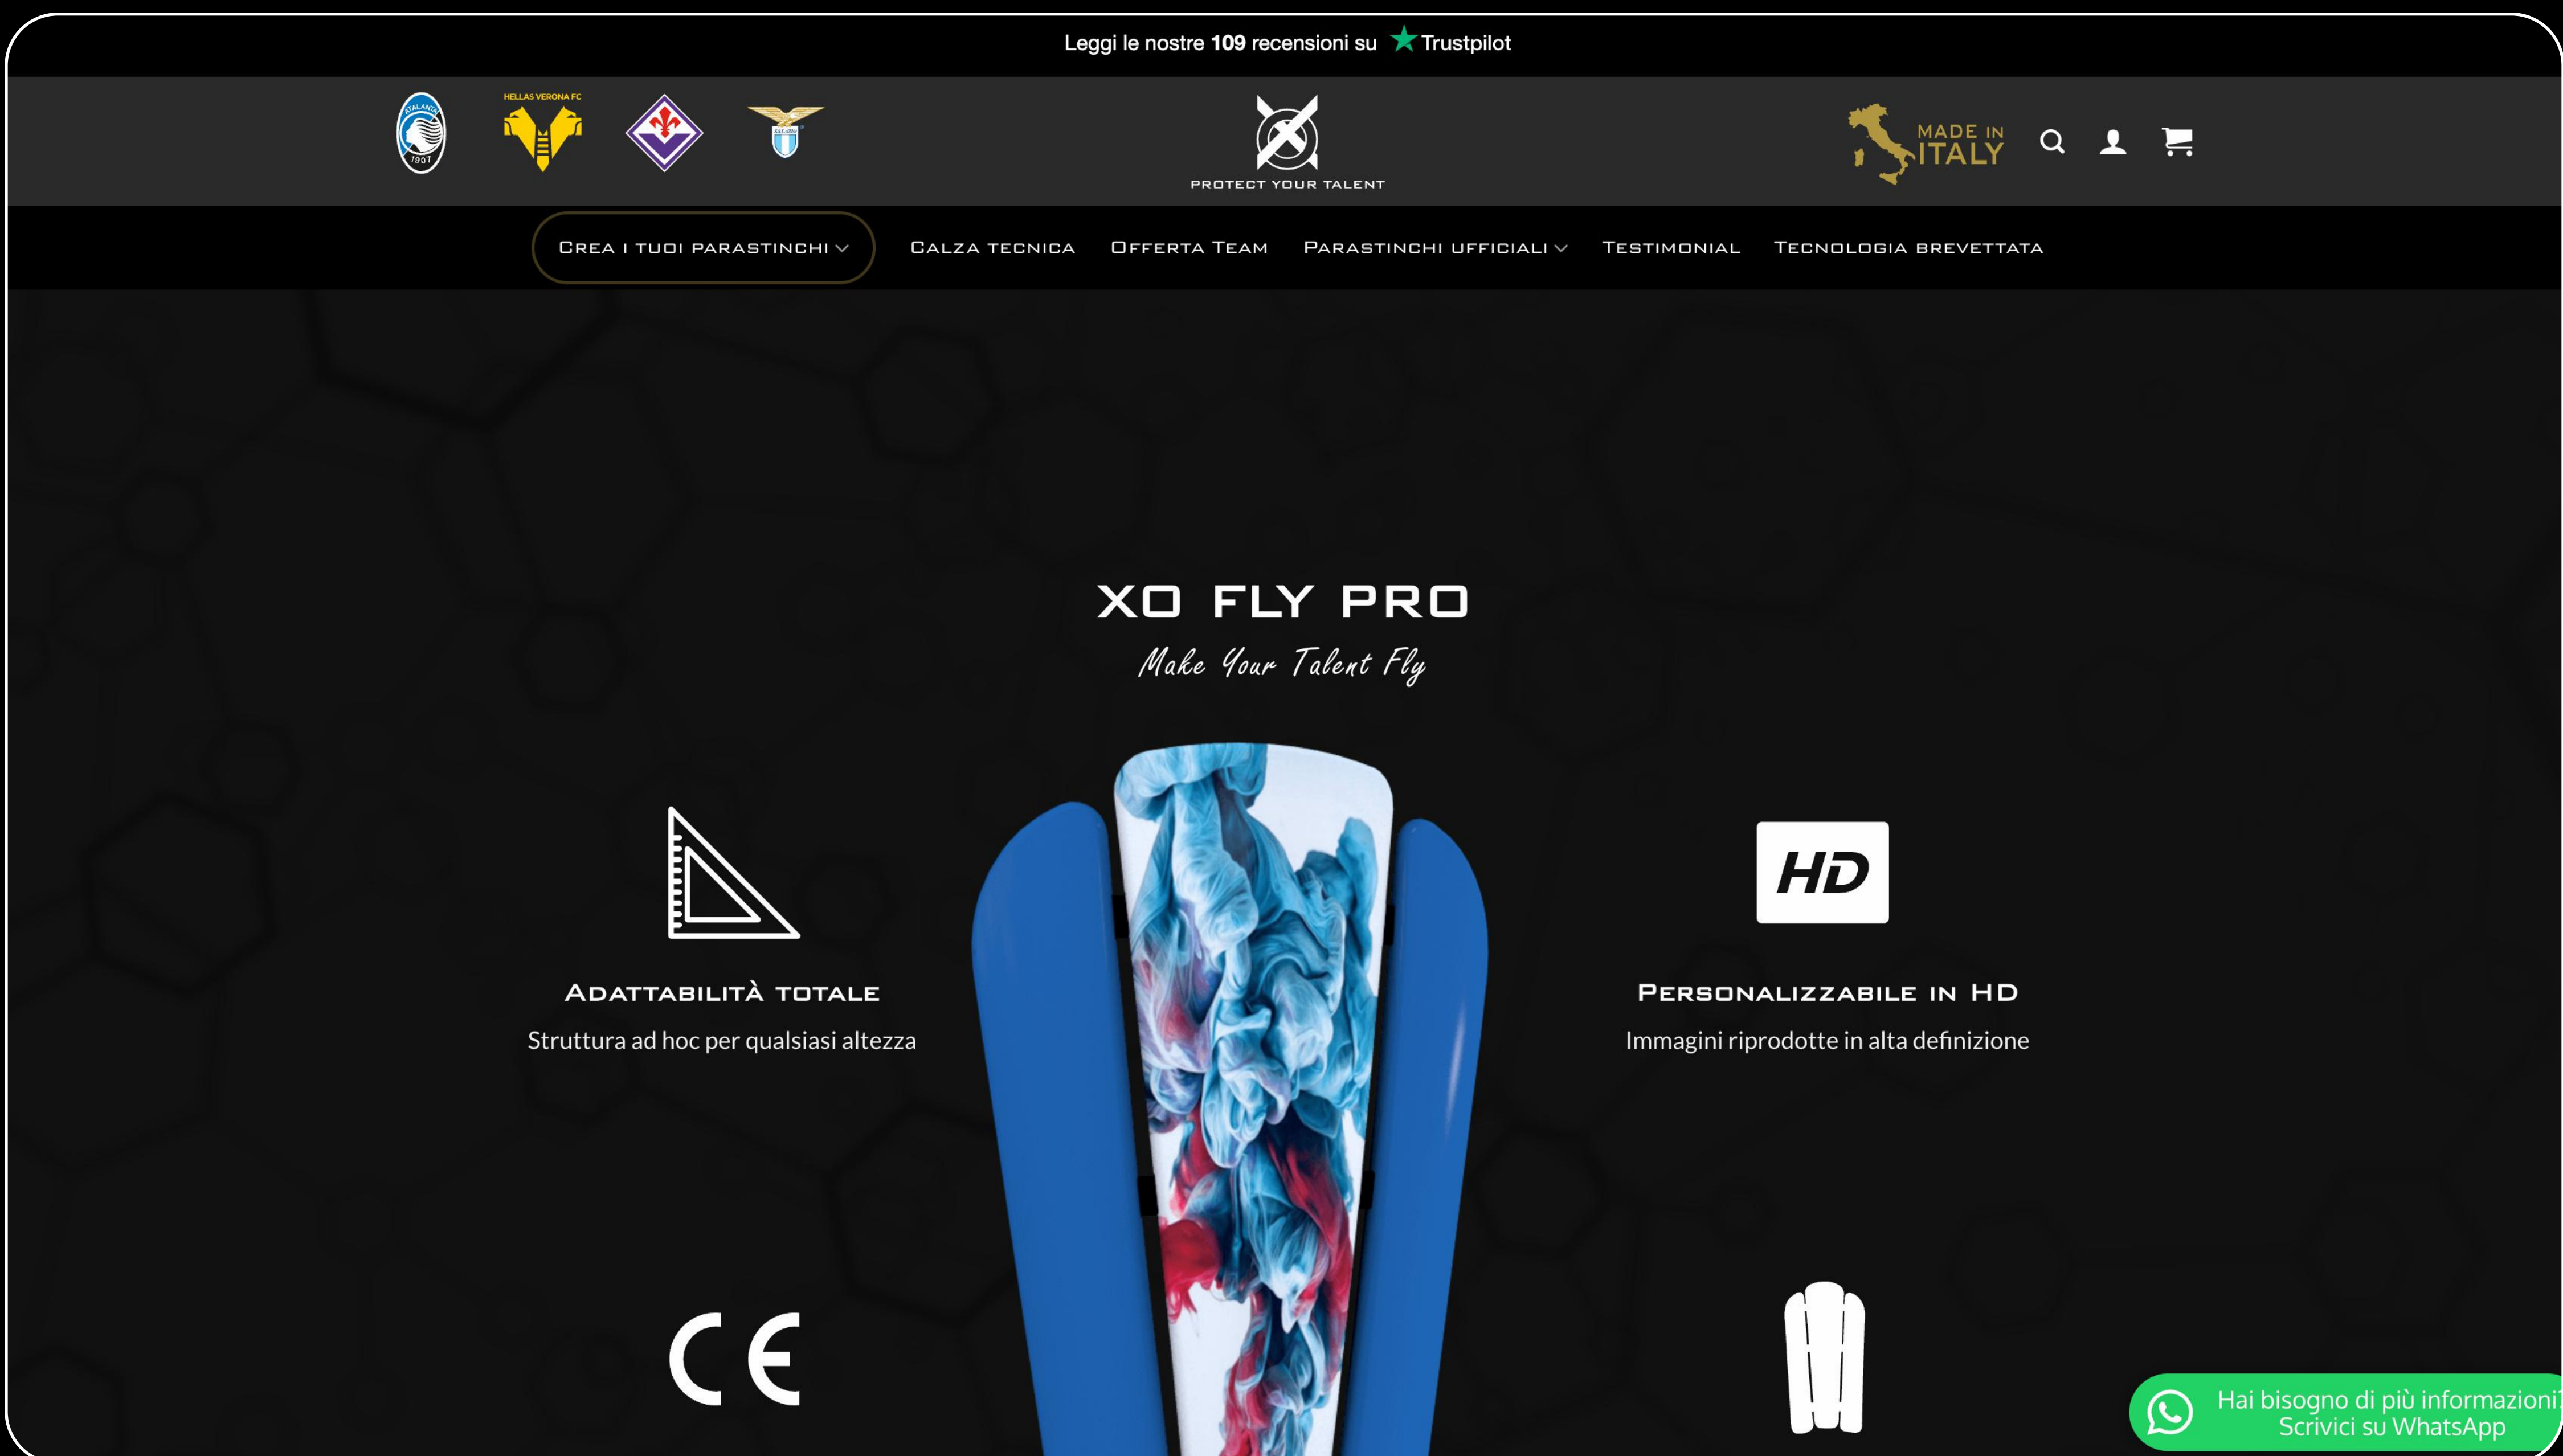 Leggi le nostre 109 recensioni su ★ Trustpilot
ATALANTA
1907
HELLAS VERONA FC
S.S.LAZIO
PROTECT YOUR TALENT
MADE IN
ITALY
Crea i tuoi parastinchi
Calza tecnica
Offerta Team
Parastinchi ufficiali
Testimonial
Tecnologia brevettata
XO FLY PRO
Make Your Talent Fly
HD
Adattabilità totale
Struttura ad hoc per qualsiasi altezza
Personalizzabile in HD
Immagini riprodotte in alta definizione
CE
Hai bisogno di più informazioni?
Scrivici su WhatsApp